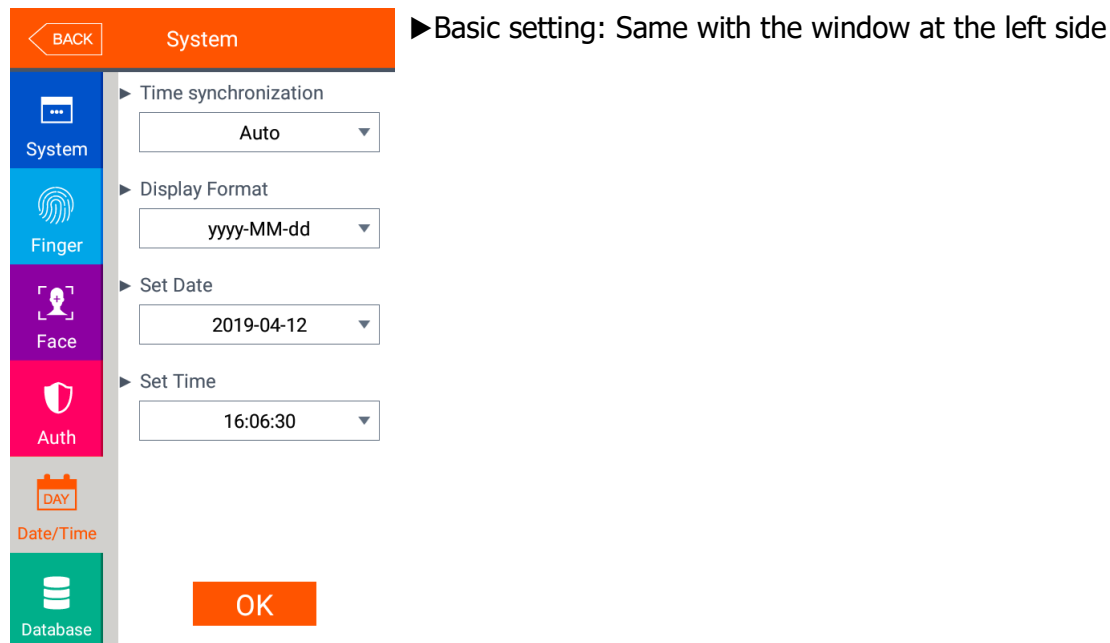 BACK
System
▶Basic setting: Same with the window at the left side
System
Finger
Face
Auth
DAY
Date/Time
Database
▶ Time synchronization
Auto
▶ Display Format
yyyy-MM-dd
▶ Set Date
2019-04-12
▶ Set Time
16:06:30
OK